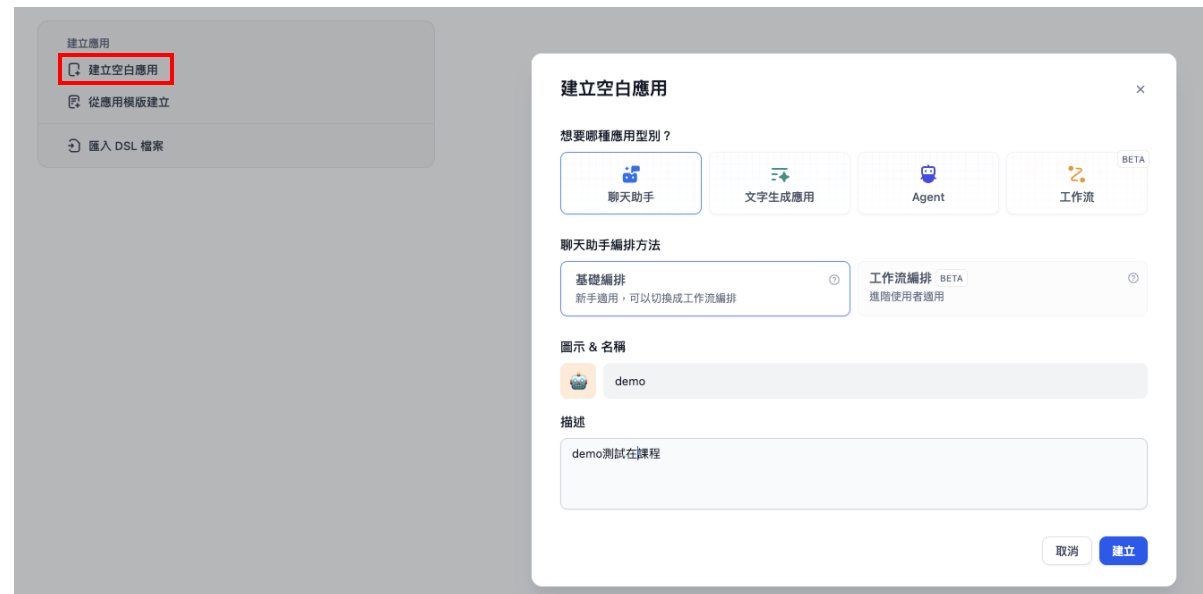 建立應用
建立空白應用
從應用模版建立
匯入 DSL 檔案
建立空白應用
×
想要哪種應用型別？
聊天助手
文字生成應用
Agent
BETA
工作流
聊天助手編排方法
基礎編排
新手適用，可以切換成工作流編排
工作流編排 BETA
進階使用者適用
圖示 & 名稱
demo
描述
demo測試在課程
取消
建立